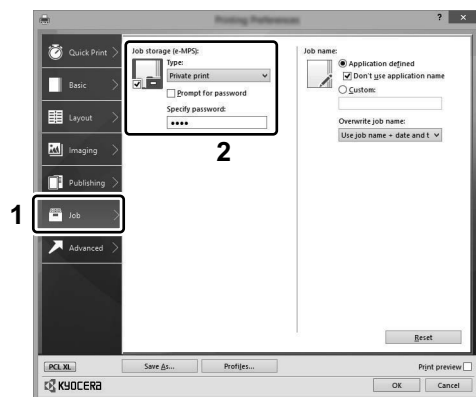 Printing Preferences
? x
Quick Print
Job storage (e-MPS):
Type:
Private print
Prompt for password
Specify password:
••••
2
Job name:
Application defined
Don't use application name
Custom:
Overwrite job name:
Use job name + date and t
Basic
Layout
Imaging
Publishing
1
Job
Advanced
Reset
PCL XL
Save As...
Profiles...
Print preview
KYOCERA
OK
Cancel